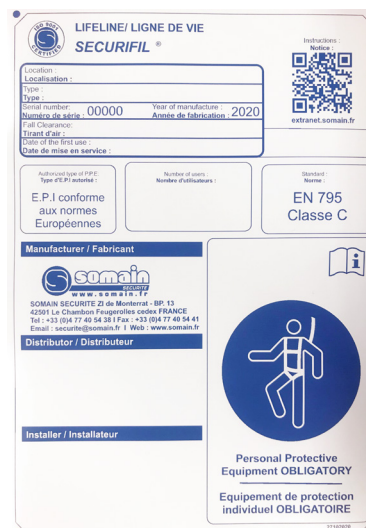 ISO 9001
CERTIFIED
LIFELINE/ LIGNE DE VIE
SECURIFIL ®
Instructions :
Notice :
extranet.somain.fr
Location :
Localisation :
Type :
Type :
Serial number:
Numéro de série : 00000
Year of manufacture :
Année de fabrication : 2020
Fall Clearance:
Tirant d'air :
Date of the first use :
Date de mise en service :
Authorized type of P.P.E:
Type d'E.P.I autorisé :
E.P.I conforme
aux normes
Européennes
Number of users :
Nombre d'utilisateurs :
Standard :
Norme :
EN 795
Classe C
Manufacturer / Fabricant
somain
SECURITE
www.somain.fr
SOMAIN SECURITE ZI de Monterrat - BP. 13
42501 Le Chambon Feugerolles cedex FRANCE
Tel : +33 (0)4 77 40 54 38 I Fax : +33 (0)4 77 40 54 41
Email : securite@somain.fr I Web : www.somain.fr
Distributor / Distributeur
Installer / Installateur
i
Personal Protective
Equipment OBLIGATORY
Equipement de protection
individuel OBLIGATOIRE